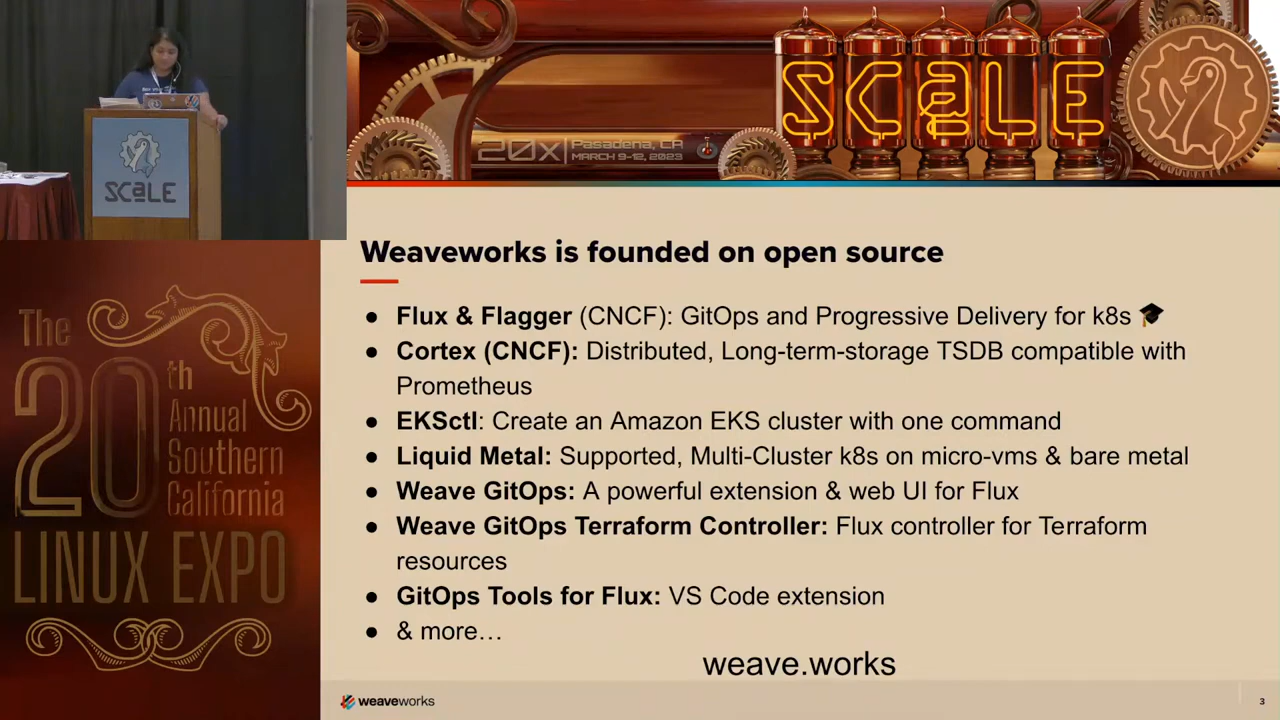 SCaLE
20x
Pasadena, CA
MARCH 9-12, 2023
SCaLE
The
20th
Annual
Southern
California
LINUX EXPO
Weaveworks is founded on open source
● Flux & Flagger (CNCF): GitOps and Progressive Delivery for k8s 🎓
● Cortex (CNCF): Distributed, Long-term-storage TSDB compatible with
Prometheus
● EKSctl: Create an Amazon EKS cluster with one command
● Liquid Metal: Supported, Multi-Cluster k8s on micro-vms & bare metal
● Weave GitOps: A powerful extension & web UI for Flux
● Weave GitOps Terraform Controller: Flux controller for Terraform
resources
● GitOps Tools for Flux: VS Code extension
● & more…
weave.works
weaveworks
3